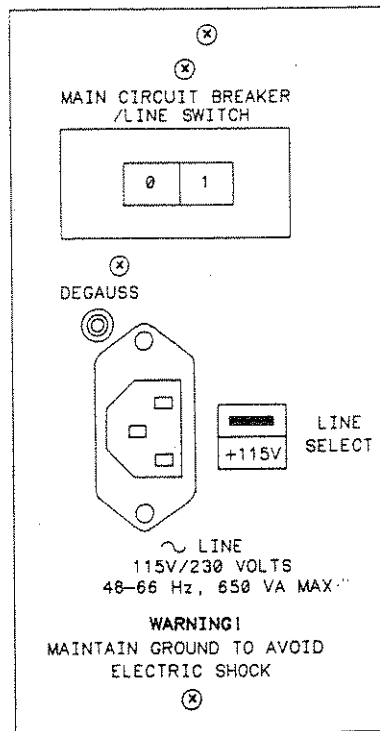 MAIN CIRCUIT BREAKER
/LINE SWITCH
0 1
DEGAUSS
LINE
SELECT
+115V
∼ LINE
115V/230 VOLTS
48-66 Hz, 650 VA MAX
WARNING!
MAINTAIN GROUND TO AVOID
ELECTRIC SHOCK